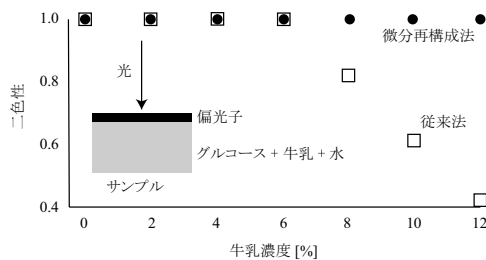 1.0
微分再構成法
光
0.8
二色性
偏光子
従来法
0.6
グルコース + 牛乳 + 水
サンプル
0.4
0 2 4 6 8 10 12
牛乳濃度 [%]